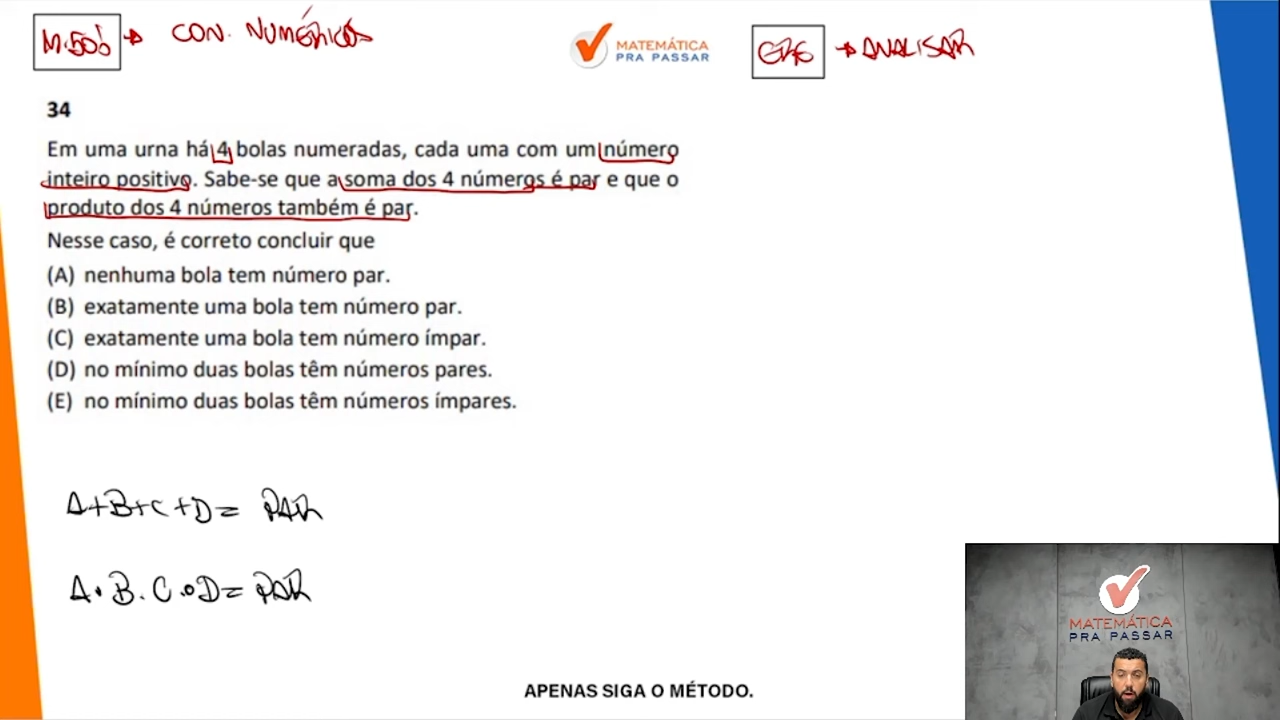 CON. NUMÉRICOS
MATEMÁTICA
PRA PASSAR
→ ANALISAR
34
Em uma urna há 4 bolas numeradas, cada uma com um número
inteiro positivo. Sabe-se que a soma dos 4 números é par e que o
produto dos 4 números também é par.
Nesse caso, é correto concluir que
(A) nenhuma bola tem número par.
(B) exatamente uma bola tem número par.
(C) exatamente uma bola tem número ímpar.
(D) no mínimo duas bolas têm números pares.
(E) no mínimo duas bolas têm números ímpares.
A+B+C+D= PAR
A.B.C.D= PAR
MATEMÁTICA
PRA PASSAR
APENAS SIGA O MÉTODO.